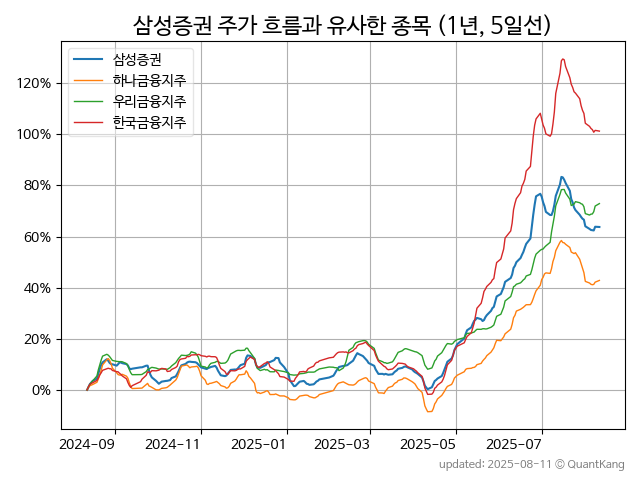 삼성증권 주가 흐름과 유사한 종목 (1년, 5일선)
삼성증권
하나금융지주
우리금융지주
한국금융지주
120%
100%
80%
60%
40%
20%
0%
2024-09 2024-11 2025-01 2025-03 2025-05 2025-07
updated: 2025-08-11 © QuantKang